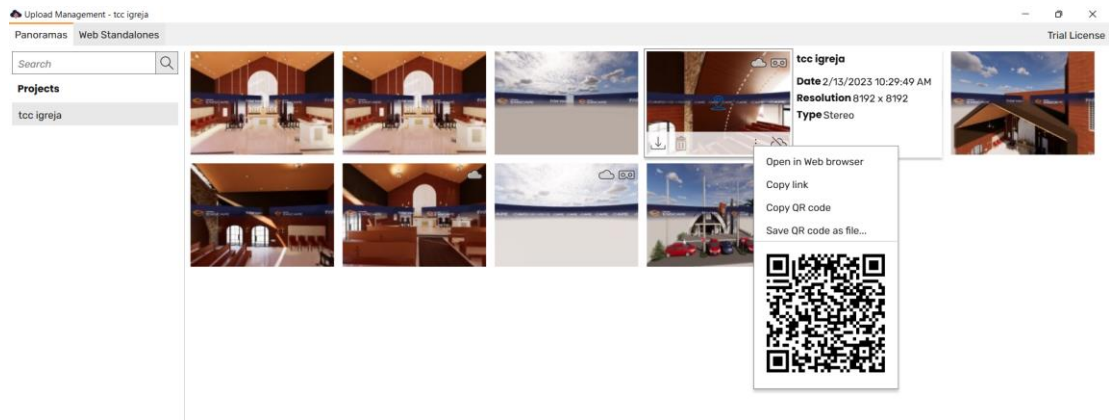 Upload Management - tcc igreja
Panoramas Web Standalones
Trial License
Search
Projects
tcc igreja
tcc igreja
Date 2/13/2023 10:29:49 AM
Resolution 8192 x 8192
Type Stereo
Open in Web browser
Copy link
Copy QR code
Save QR code as file...